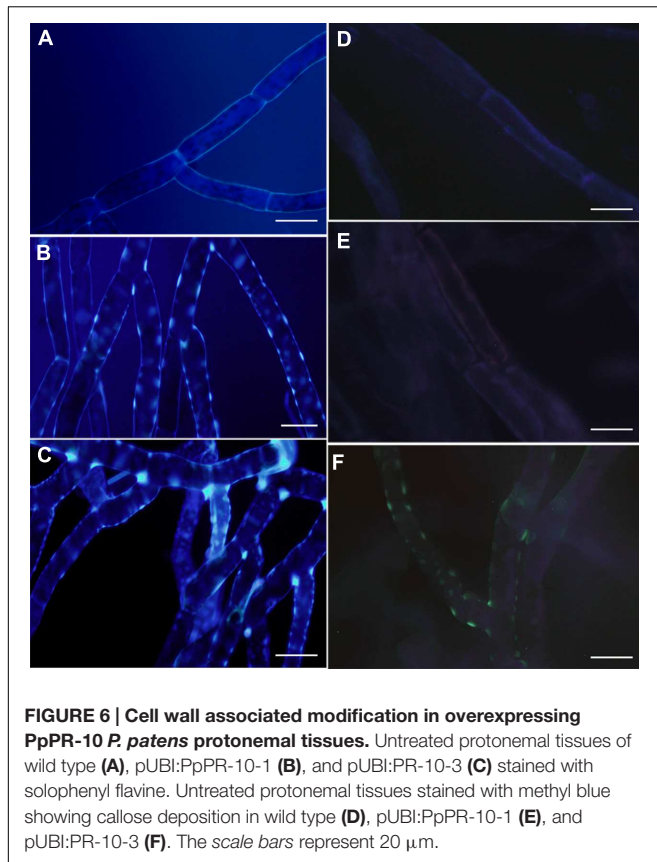 A
D
B
E
C
F
FIGURE 6 | Cell wall associated modification in overexpressing
PpPR-10 P. patens protonemal tissues. Untreated protonemal tissues of
wild type (A), pUBI:PpPR-10-1 (B), and pUBI:PR-10-3 (C) stained with
solophenyl flavine. Untreated protonemal tissues stained with methyl blue
showing callose deposition in wild type (D), pUBI:PpPR-10-1 (E), and
pUBI:PR-10-3 (F). The scale bars represent 20 μm.